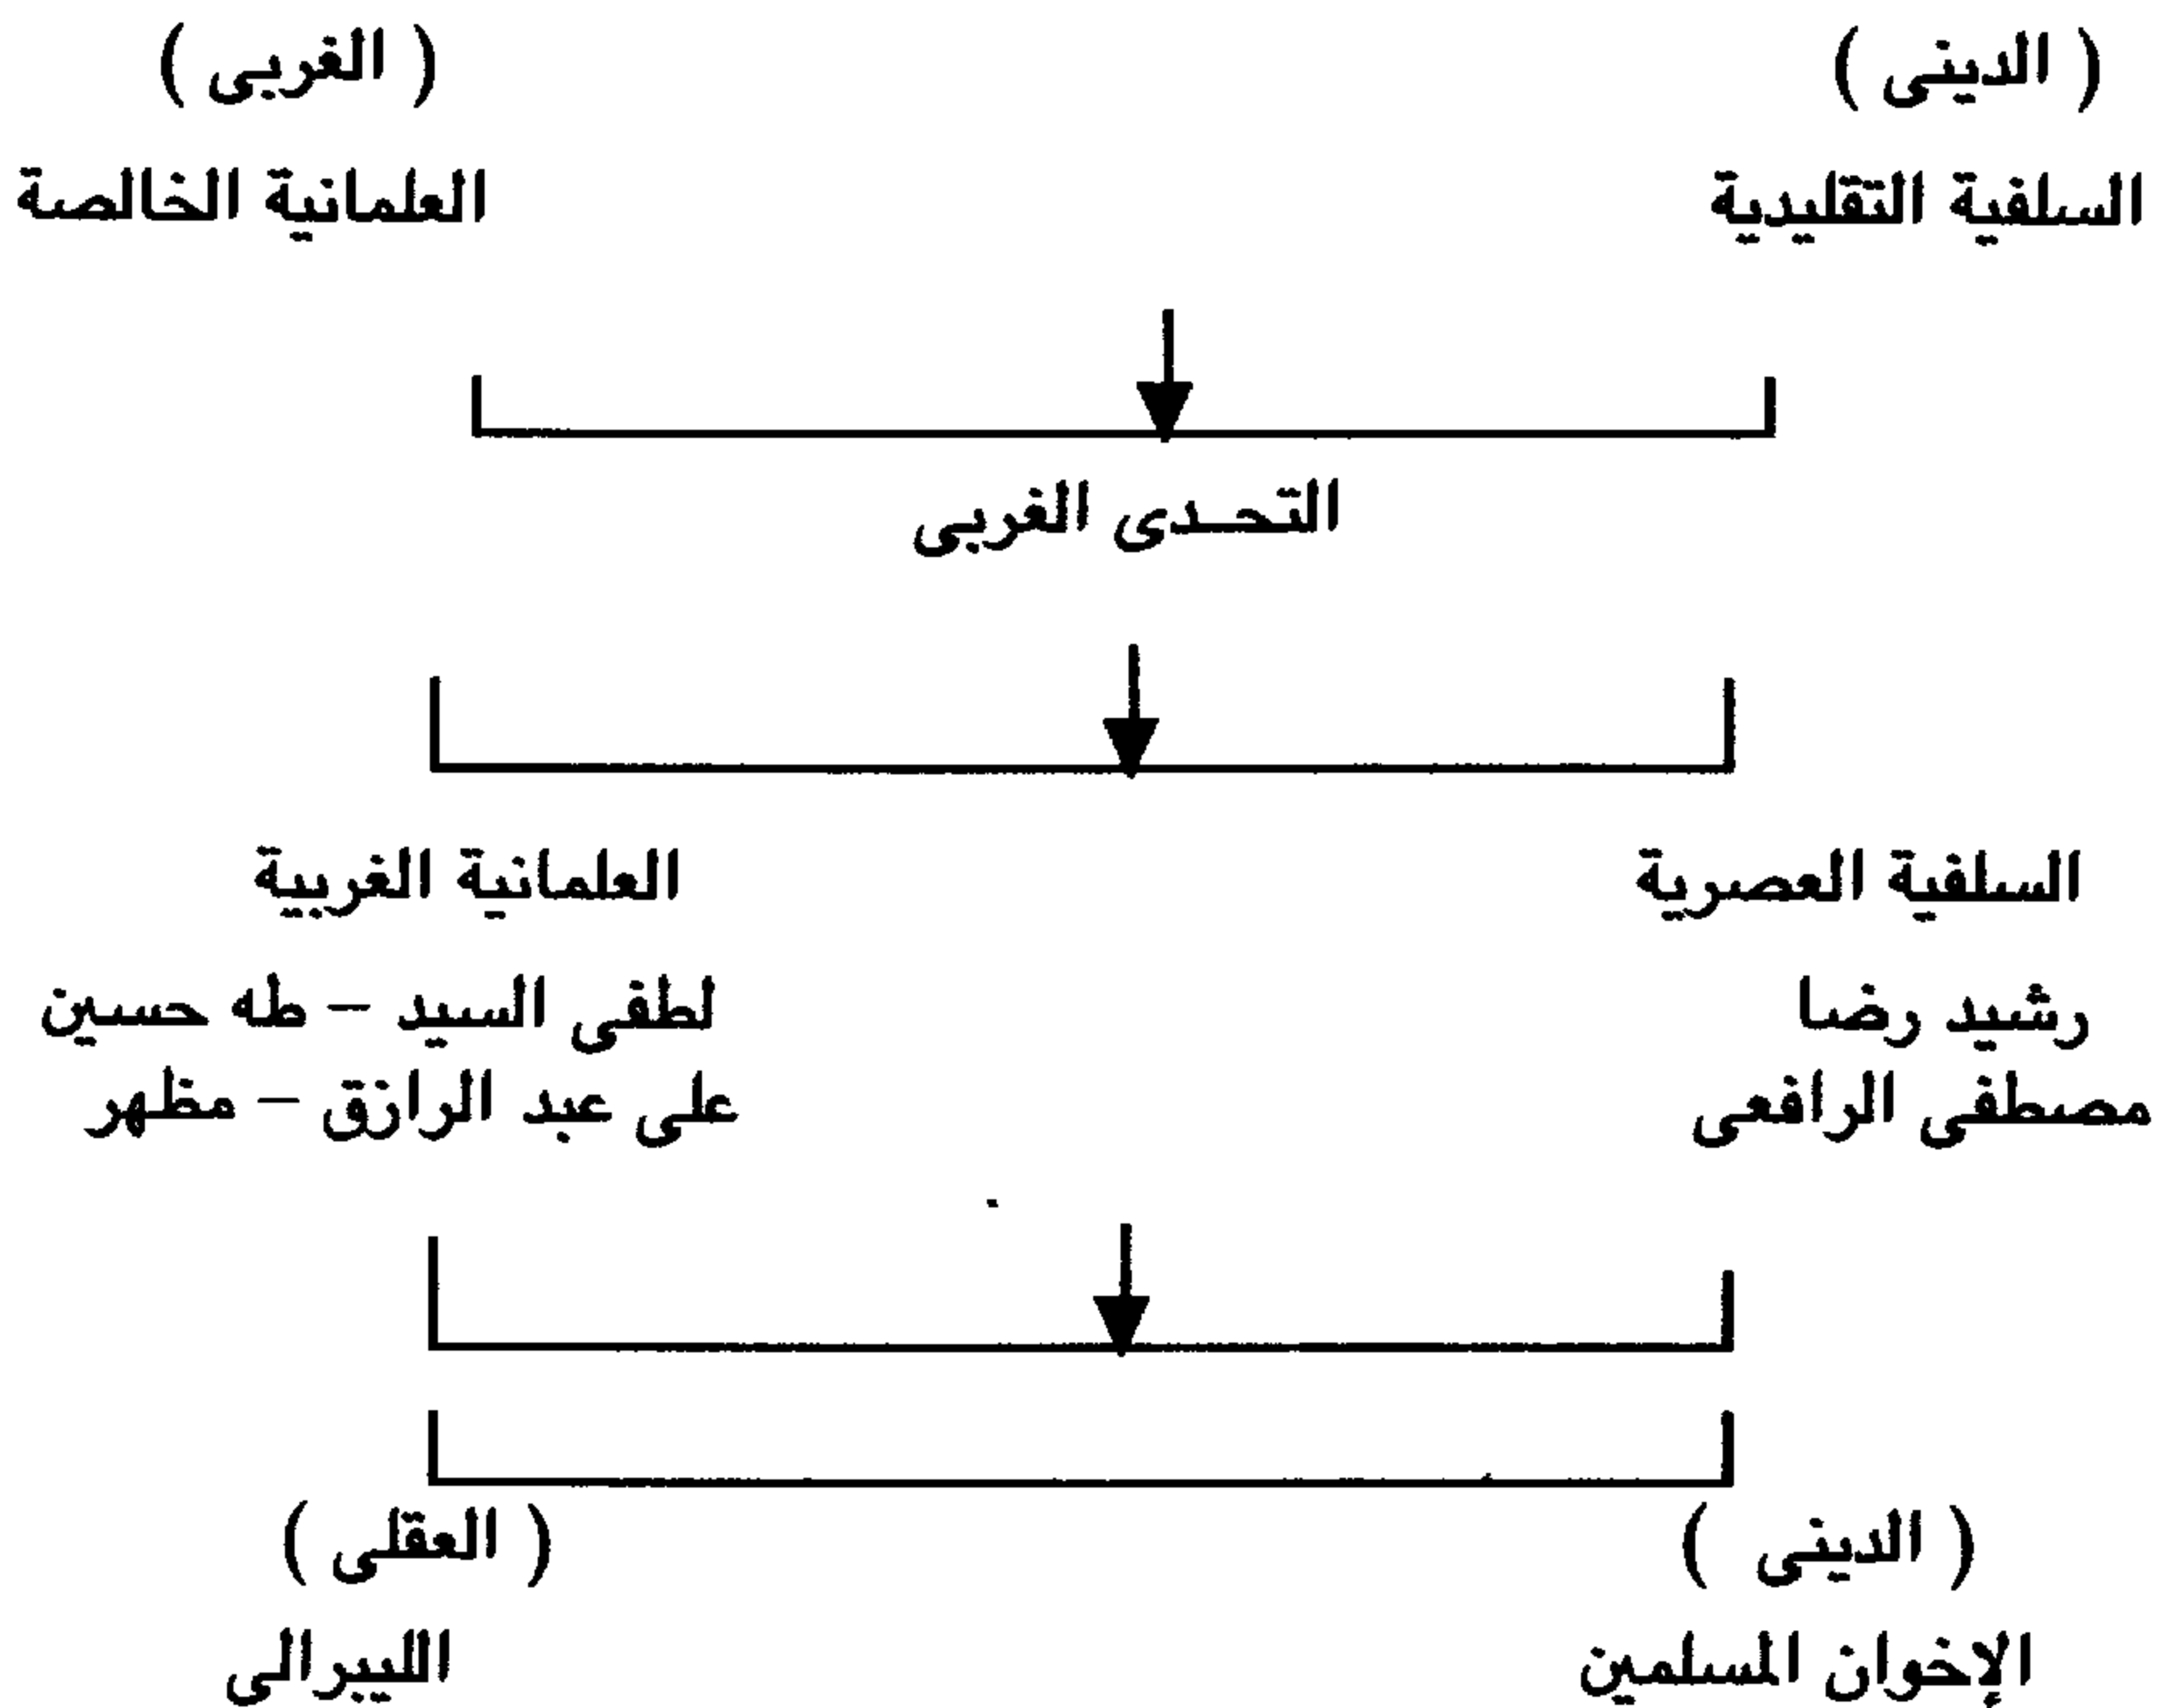 ( الدينى )
( الغربى )
السلفية التقليدية
العلمانية الخالصة
التحدى الغربى
السلفية العصرية
العلمانية الغربية
رشيد رضا
لطفى السيد – طه حسين
مصطفى الرافعى
على عبد الرازق – مظهر
( الدينى )
( العقلى )
الإخوان المسلمين
الليبرالى